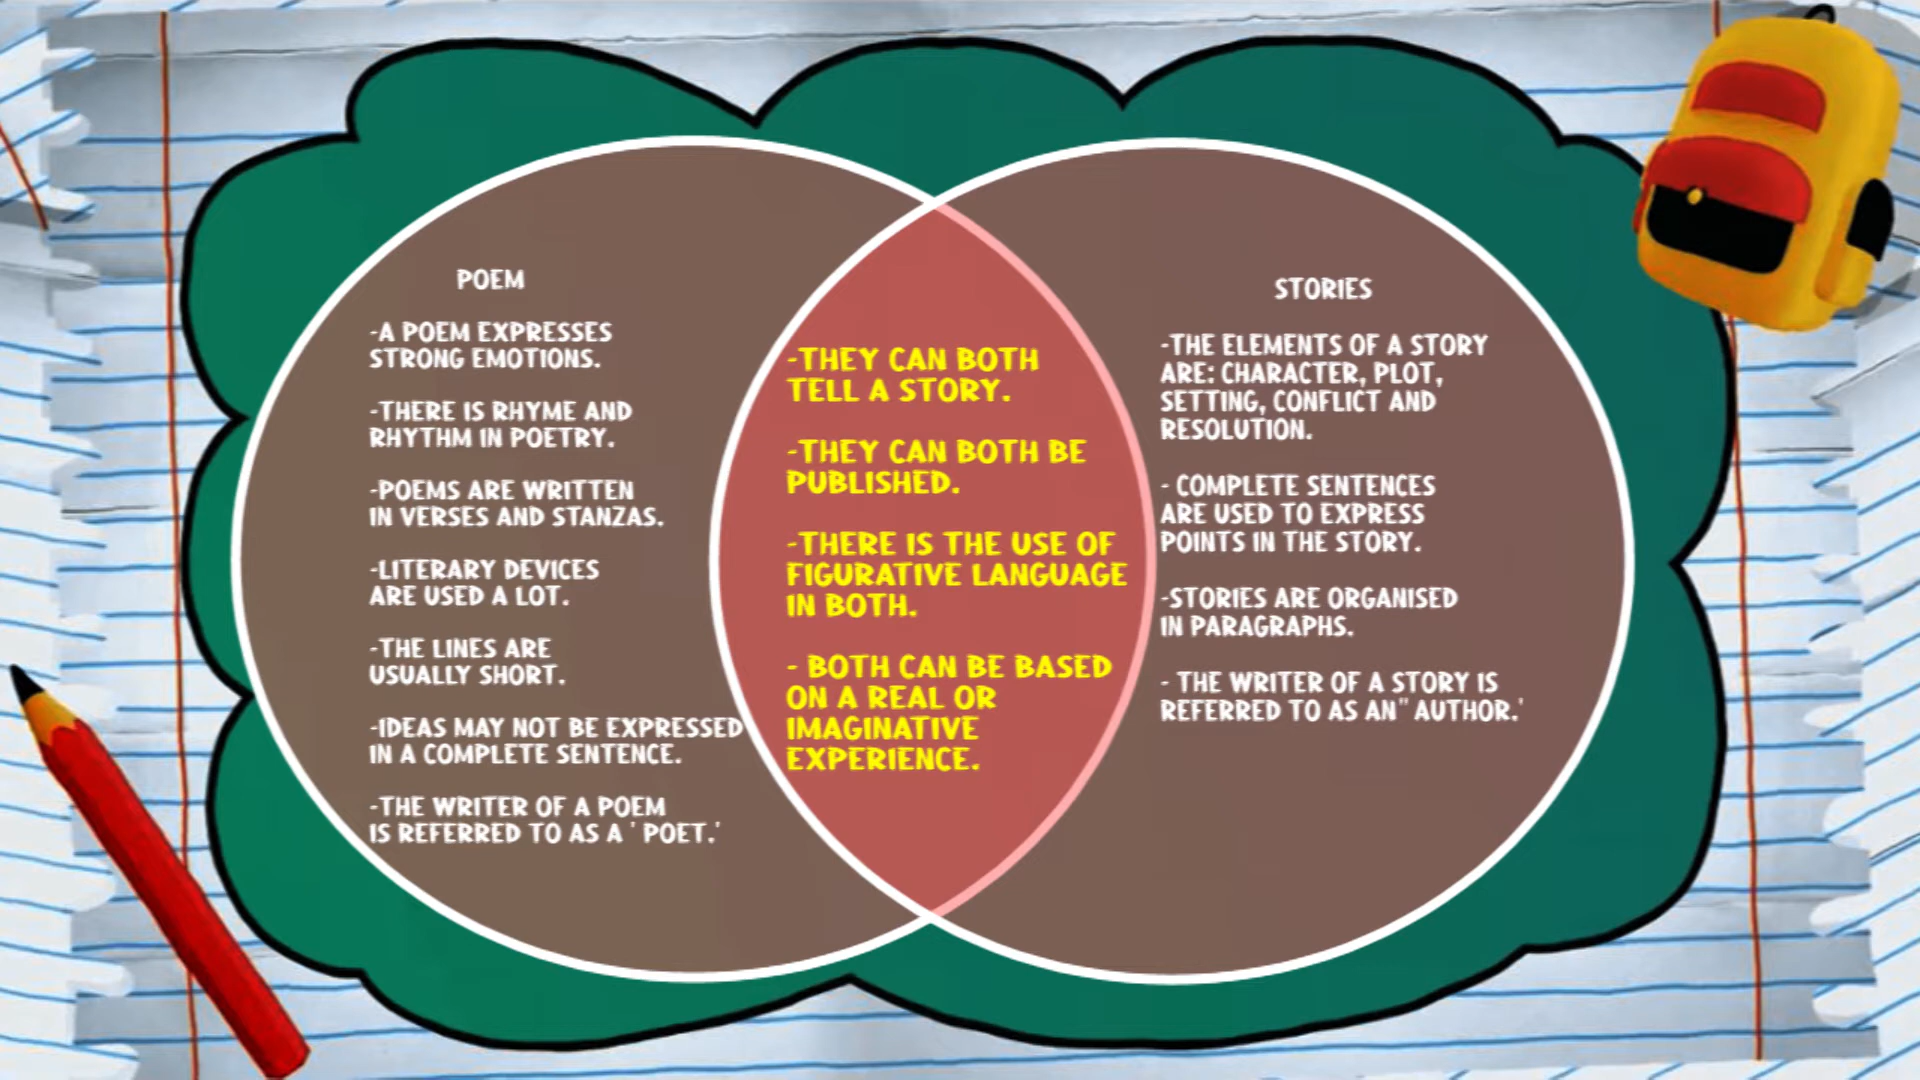 POEM
-A POEM EXPRESSES
STRONG EMOTIONS.
-THERE IS RHYME AND
RHYTHM IN POETRY.
-POEMS ARE WRITTEN
IN VERSES AND STANZAS.
-LITERARY DEVICES
ARE USED A LOT.
-THE LINES ARE
USUALLY SHORT.
-IDEAS MAY NOT BE EXPRESSED
IN A COMPLETE SENTENCE.
-THE WRITER OF A POEM
IS REFERRED TO AS A ' POET.'
-THEY CAN BOTH
TELL A STORY.
-THEY CAN BOTH BE
PUBLISHED.
-THERE IS THE USE OF
FIGURATIVE LANGUAGE
IN BOTH.
- BOTH CAN BE BASED
ON A REAL OR
IMAGINATIVE
EXPERIENCE.
STORIES
-THE ELEMENTS OF A STORY
ARE: CHARACTER, PLOT,
SETTING, CONFLICT AND
RESOLUTION.
- COMPLETE SENTENCES
ARE USED TO EXPRESS
POINTS IN THE STORY.
-STORIES ARE ORGANISED
IN PARAGRAPHS.
- THE WRITER OF A STORY IS
REFERRED TO AS AN" AUTHOR.'